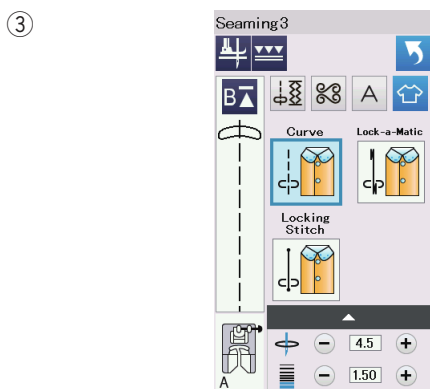 ③
Seaming3
B
A
Curve
Lock-a-Matic
Locking
Stitch
4.5
A
1.50